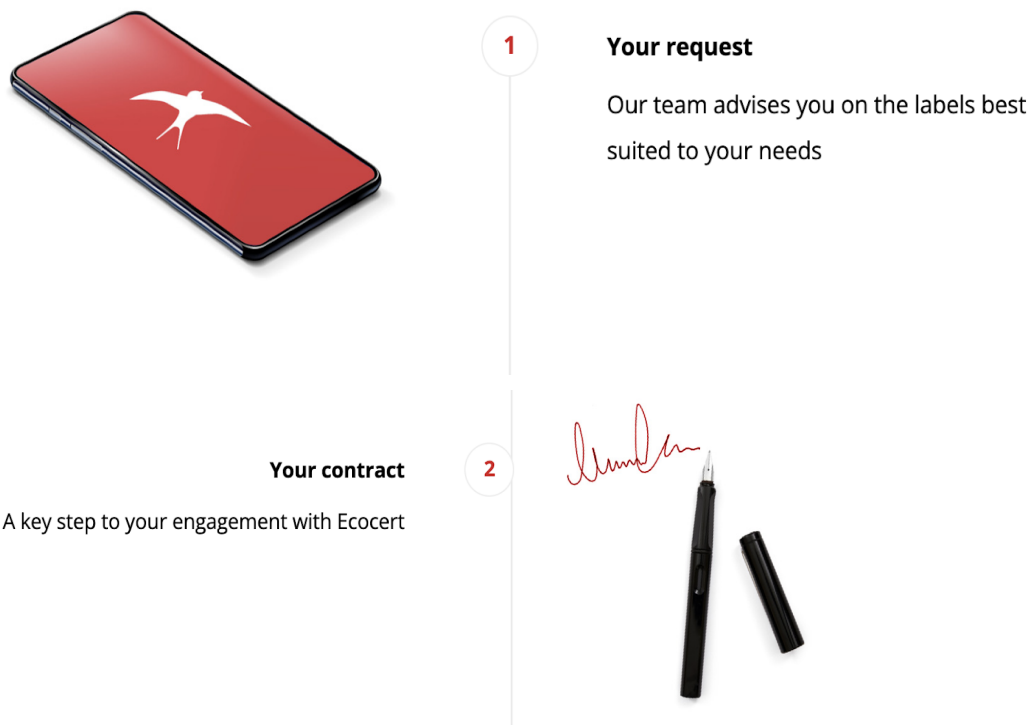 1
Your request
Our team advises you on the labels best
suited to your needs
Your contract
2
A key step to your engagement with Ecocert